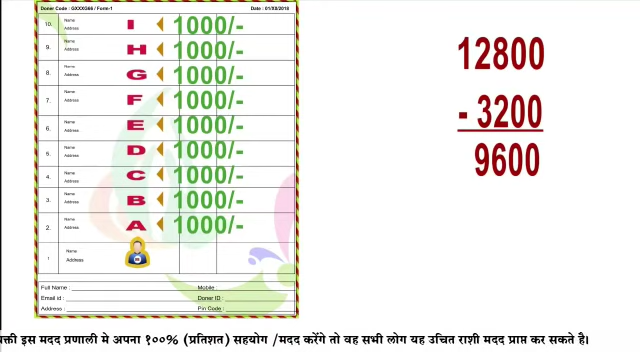 Doner Code : GXXXG66 / Form-1 Date : 01/XX/2018
10. Name Address I 1000/-
9. Name Address H 1000/-
8. Name Address G 1000/-
7. Name Address F 1000/-
6. Name Address E 1000/-
5. Name Address D 1000/-
4. Name Address C 1000/-
3. Name Address B 1000/-
2. Name Address A 1000/-
1 Name Address
Full Name : Mobile :
Email id : Doner ID :
Address : Pin Code :
12800
- 3200
9600
इस मदद प्रणाली मे अपना १००% (प्रतिशत) सहयोग /मदद करेंगे तो वह सभी लोग यह उचित राशी मदद प्राप्त कर सकते है।